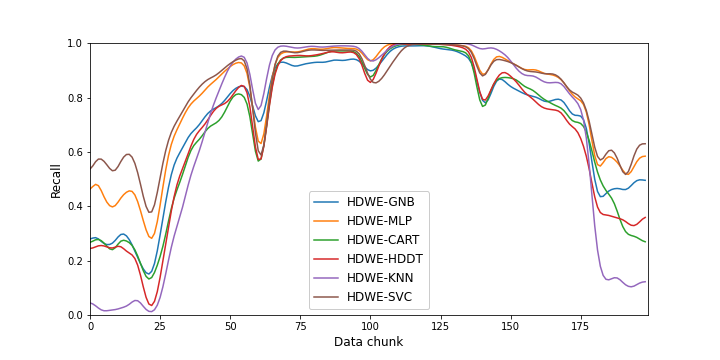 1.0
0.8
0.6
0.4
0.2
0.0
Recall
0 25 50 75 100 125 150 175
Data chunk
HDWE-GNB
HDWE-MLP
HDWE-CART
HDWE-HDDT
HDWE-KNN
HDWE-SVC